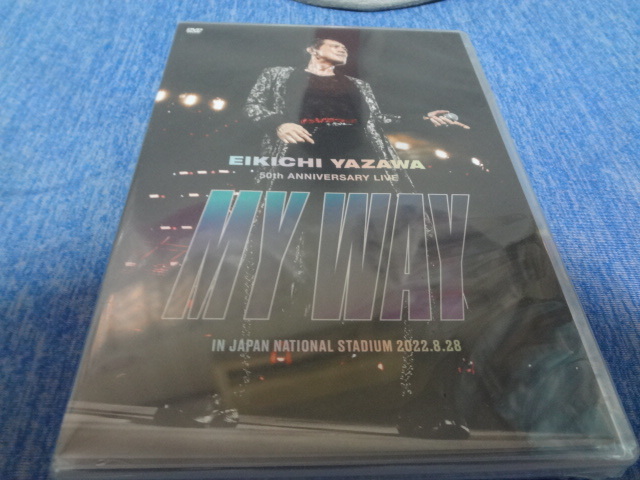 DVD
EIKICHI YAZAWA
50th ANNIVERSARY LIVE
MY WAY
IN JAPAN NATIONAL STADIUM 2022.8.28